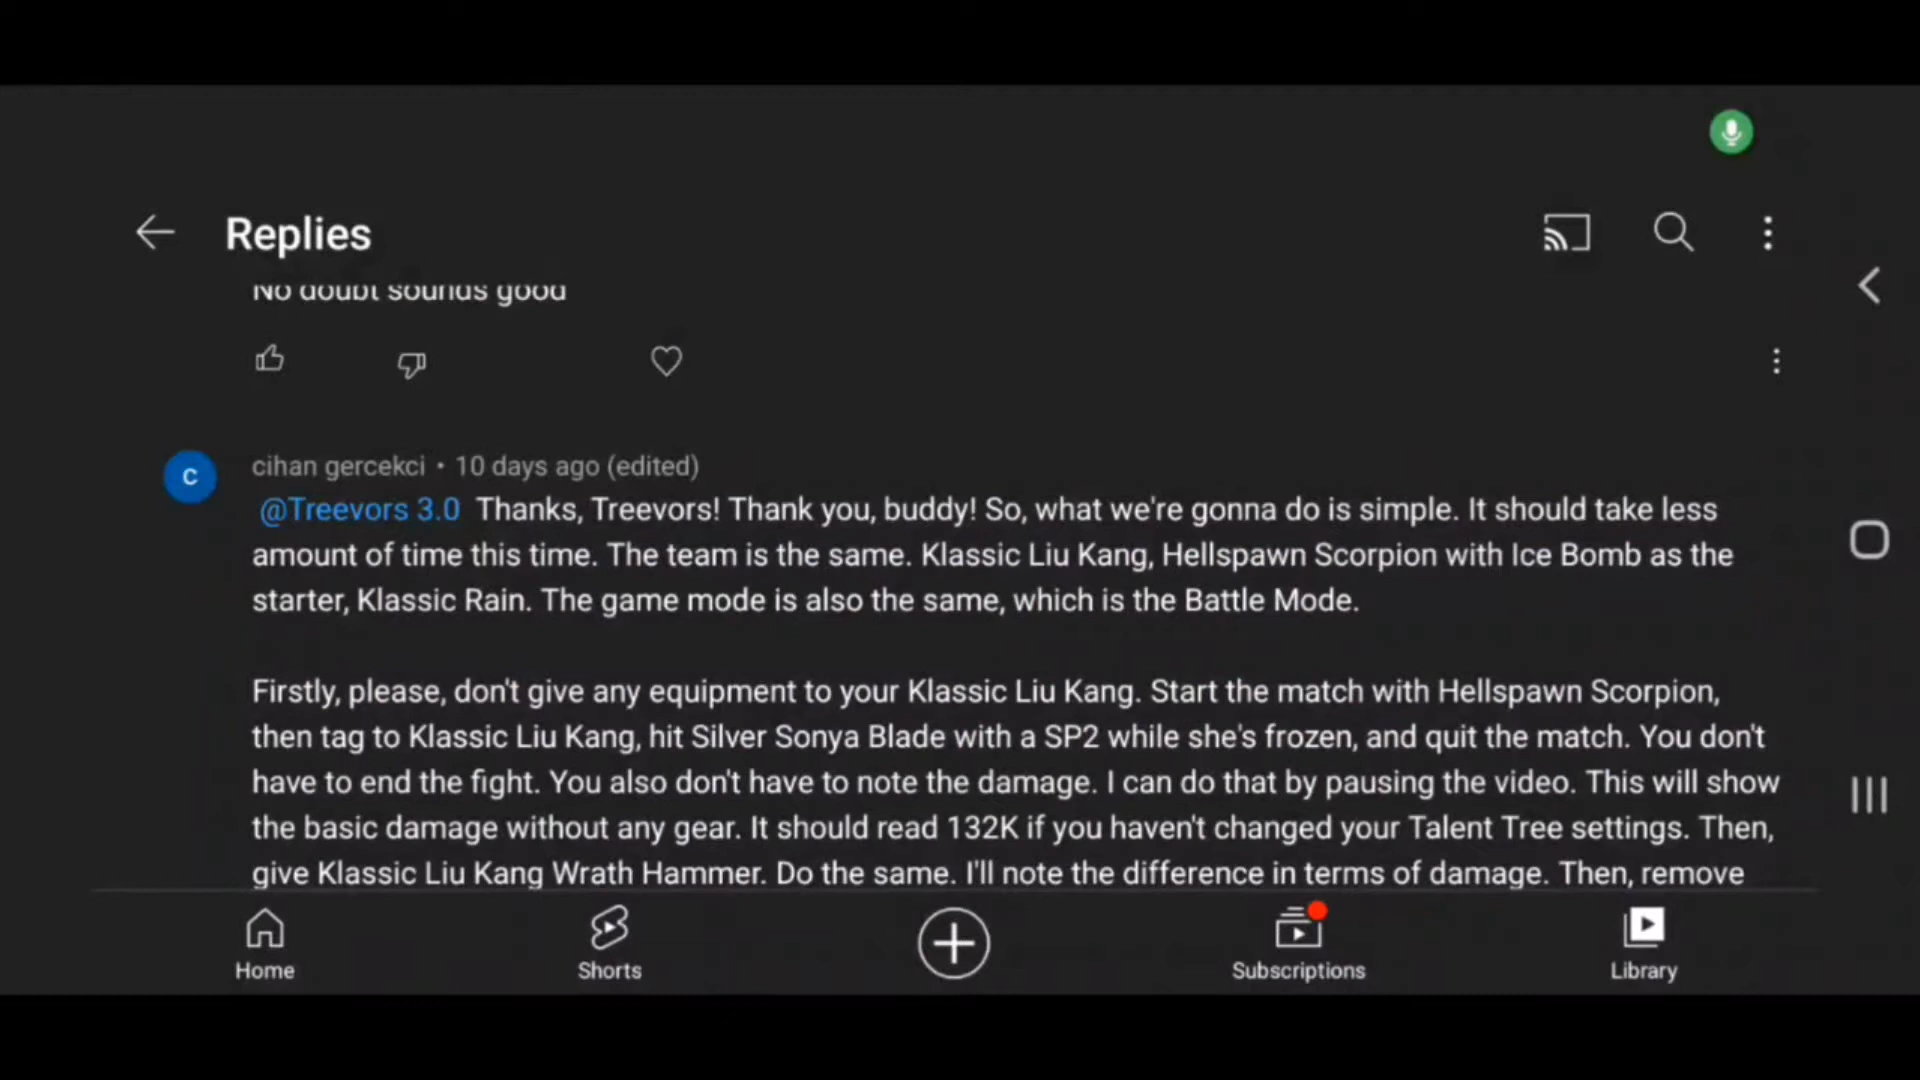 Replies
No doubt sounds good
C
cihan gercekci • 10 days ago (edited)
@Treevors 3.0 Thanks, Treevors! Thank you, buddy! So, what we're gonna do is simple. It should take less
amount of time this time. The team is the same. Klassic Liu Kang, Hellspawn Scorpion with Ice Bomb as the
starter, Klassic Rain. The game mode is also the same, which is the Battle Mode.
Firstly, please, don't give any equipment to your Klassic Liu Kang. Start the match with Hellspawn Scorpion,
then tag to Klassic Liu Kang, hit Silver Sonya Blade with a SP2 while she's frozen, and quit the match. You don't
have to end the fight. You also don't have to note the damage. I can do that by pausing the video. This will show
the basic damage without any gear. It should read 132K if you haven't changed your Talent Tree settings. Then,
give Klassic Liu Kang Wrath Hammer. Do the same. I'll note the difference in terms of damage. Then, remove
Home
Shorts
Subscriptions
Library